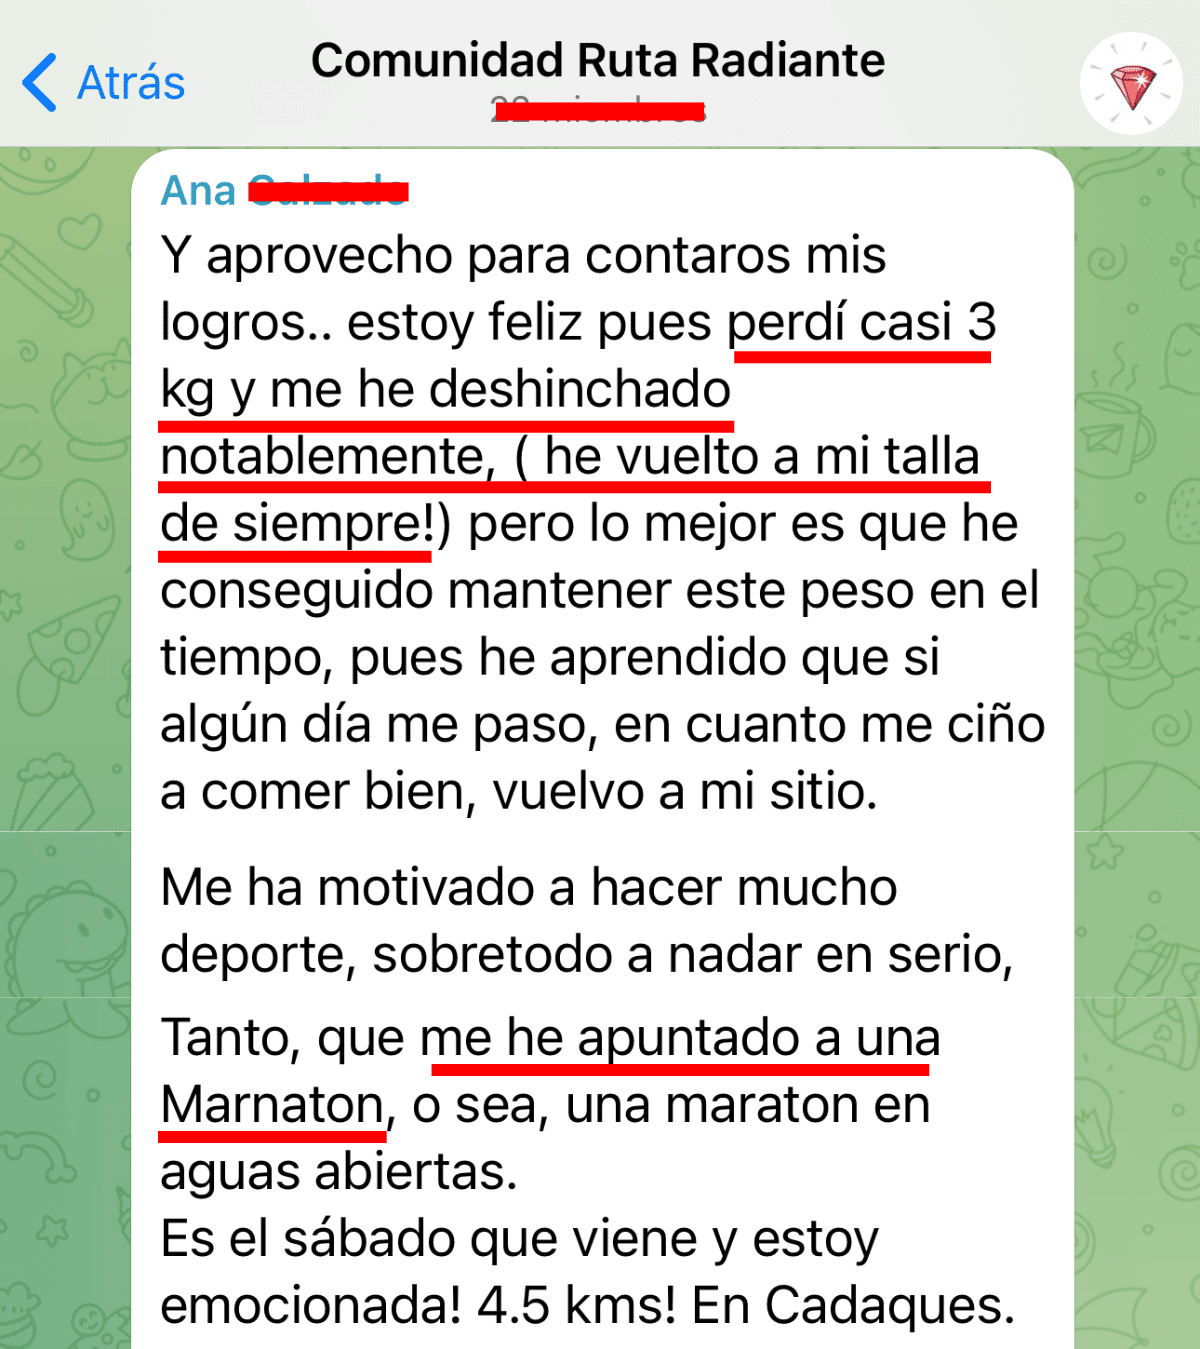 Atrás
Comunidad Ruta Radiante
Ana
Y aprovecho para contaros mis
logros.. estoy feliz pues perdí casi 3
kg y me he deshinchado
notablemente, ( he vuelto a mi talla
de siempre!) pero lo mejor es que he
conseguido mantener este peso en el
tiempo, pues he aprendido que si
algún día me paso, en cuanto me ciño
a comer bien, vuelvo a mi sitio.
Me ha motivado a hacer mucho
deporte, sobretodo a nadar en serio,
Tanto, que me he apuntado a una
Marnaton, o sea, una maraton en
aguas abiertas.
Es el sábado que viene y estoy
emocionada! 4.5 kms! En Cadaques.